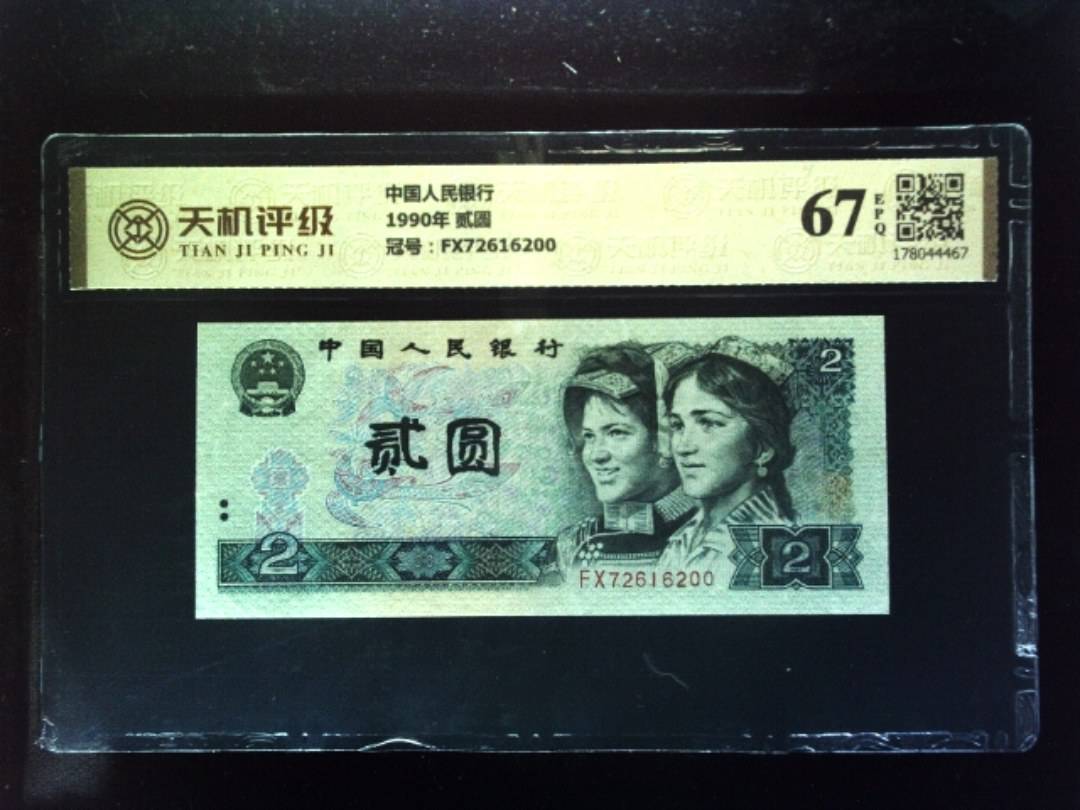 天机评级
TIAN JI PING JI
中国人民银行
1990年 贰圆
冠号：FX72616200
67
EPQ
178044467
中国人民银行
2
贰圆
2
2
FX72616200